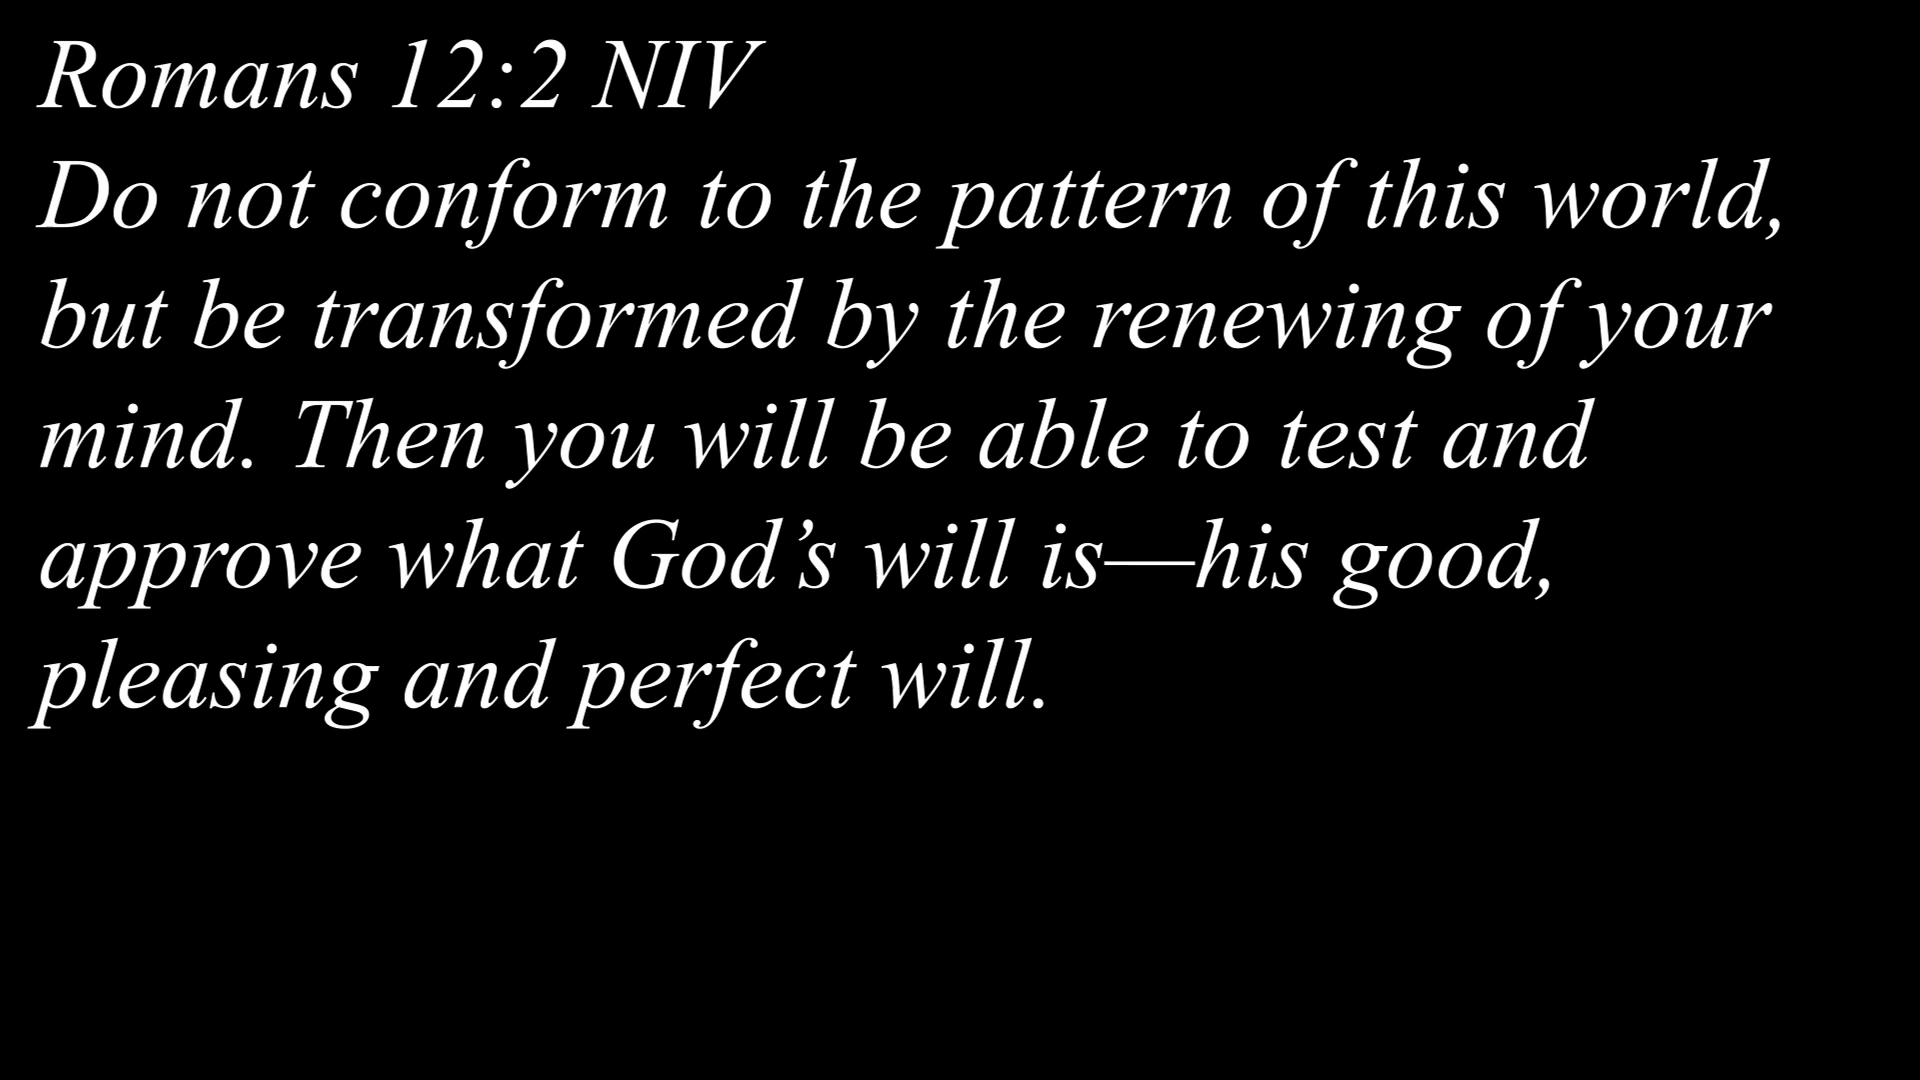 Romans 12:2 NIV
Do not conform to the pattern of this world,
but be transformed by the renewing of your
mind. Then you will be able to test and
approve what God’s will is—his good,
pleasing and perfect will.